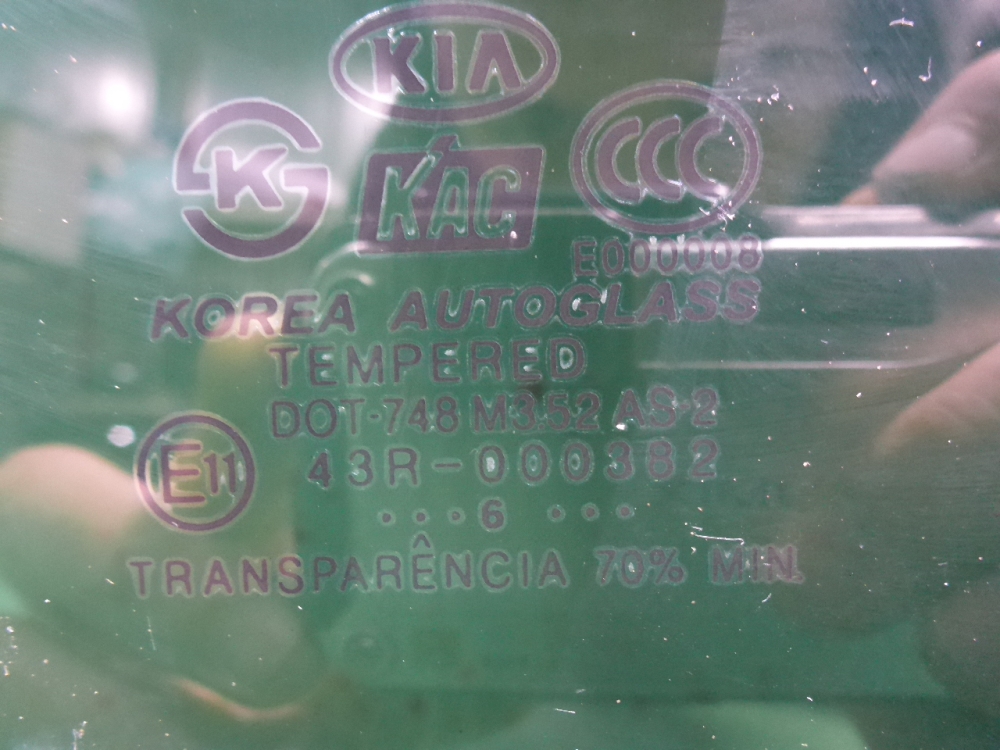 KIA
K
KAC
CCC
E000008
KOREA AUTOGLASS
TEMPERED
DOT-748 M352 AS-2
E11
43R-000382
...6 ...
TRANSPARÊNCIA 70% MIN.